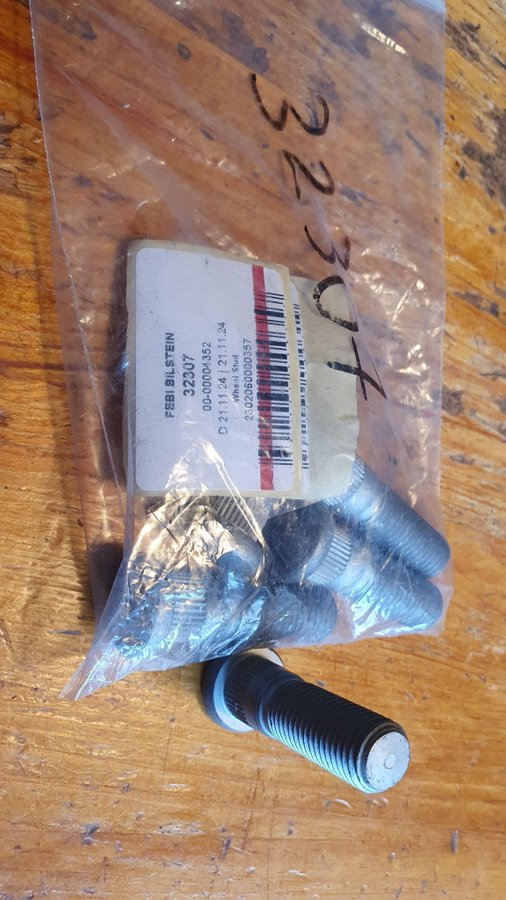 32307
FEBI BILSTEIN
32307
00-00004352
D 21.11.24 | 21.11.24
Wheel Stud
2302060000357